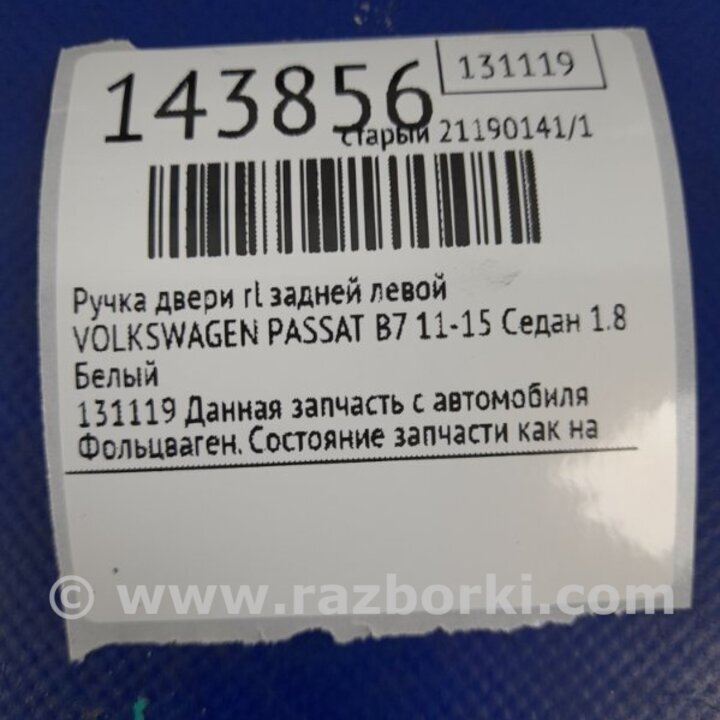 143856
131119
старый 21190141/1
Ручка двери rl задней левой
VOLKSWAGEN PASSAT B7 11-15 Седан 1.8
Белый
131119 Данная запчасть с автомобиля
Фольцваген. Состояние запчасти как на
© www.razborki.com